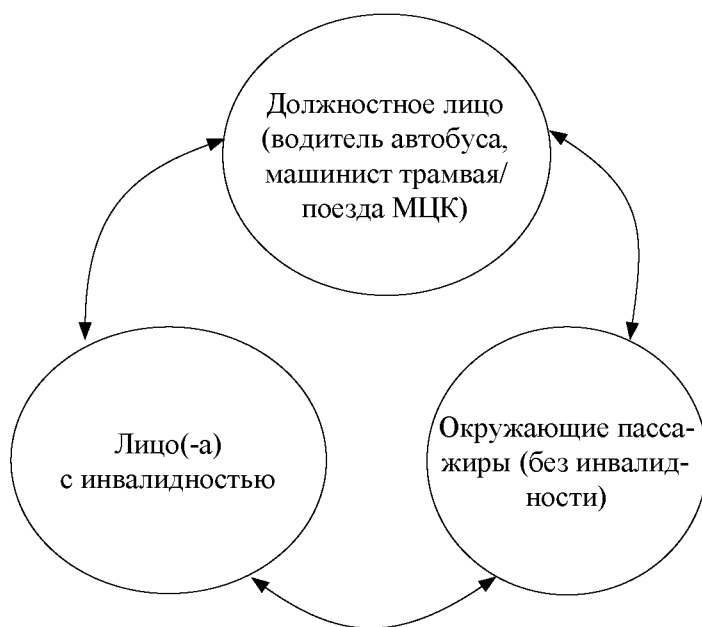 Должностное лицо
(водитель автобуса,
машинист трамвая/
поезда МЦК)
Лицо(-а)
с инвалидностью
Окружающие пасса-
жиры (без инвалид-
ности)